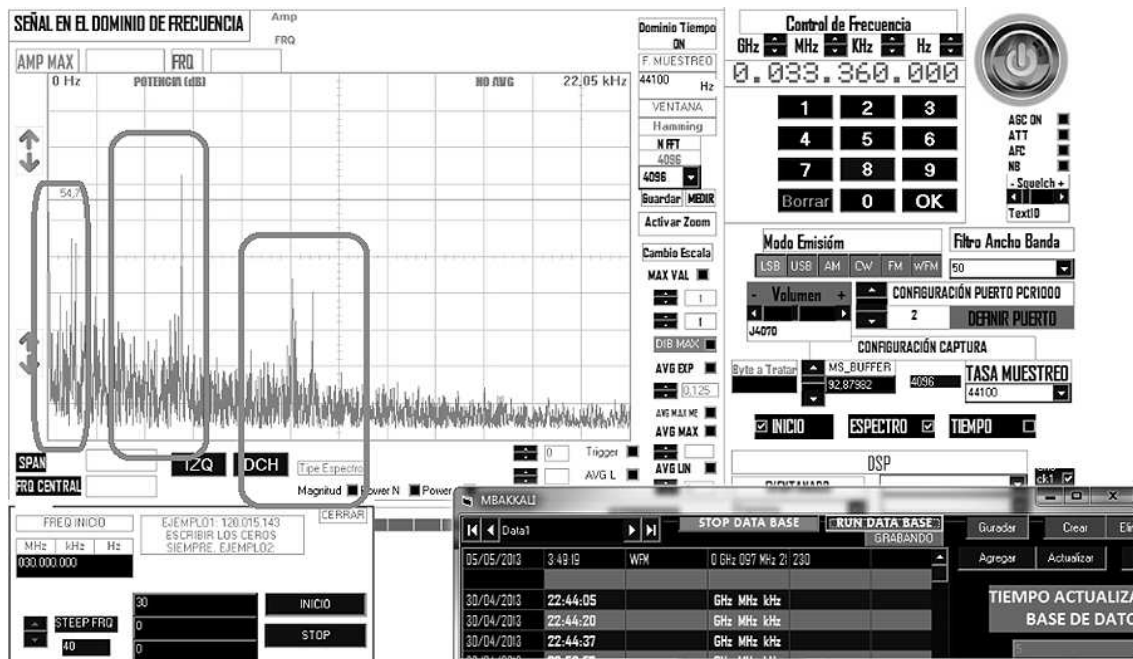 SEÑAL EN EL DOMINIO DE FRECUENCIA
Amp
FRQ
AMP MAX
FRQ
0 Hz
POTENCIA (dB)
NO AVG
22,05 kHz
54,7
SPAN
IZQ
DCH
FRQ CENTRAL
Tipe Espectro
Magnitud
Power N
Power
0
Trigger
AVG L
Dominio Tiempo
ON
F. MUESTREO
44100
Hz
VENTANA
Hamming
N FFT
4096
4096
Guardar
MEDIR
Activar Zoom
Cambio Escala
MAX VAL
1
1
DIB MAX
AVG EXP
0,125
AVG MAX ME
AVG MAX
AVG LIN
Control de Frecuencia
GHz
MHz
KHz
Hz
0.033.360.000
1
2
3
4
5
6
7
8
9
Borrar
0
OK
AGC ON
ATT
AFC
NB
- Squelch +
Text10
Modo Emisióm
LSB
USB
AM
CW
FM
WFM
Filtro Ancho Banda
50
- Volumen +
J4070
CONFIGURACIÓN PUERTO PCR1000
2
DEFINIR PUERTO
CONFIGURACIÓN CAPTURA
Byte a Tratar
MS_BUFFER
92,87982
4096
TASA MUESTREO
44100
INICIO
ESPECTRO
TIEMPO
DSP
FREQ INICIO
EJEMPLO1: 120.015.143
ESCRIBIR LOS CEROS
SIEMPRE. EJEMPLO2:
CERRAR
MHz
kHz
Hz
030.000.000
STEEP FRQ
40
30
0
0
INICIO
STOP
MBAKKALI
Data1
STOP DATA BASE
RUN DATA BASE
GRABANDO
Guradar
Crear
Agregar
Actualizar
05/05/2013
3:49:19
WFM
0 GHz 097 MHz 2
230
30/04/2013
22:44:05
GHz MHz kHz
30/04/2013
22:44:20
GHz MHz kHz
30/04/2013
22:44:37
GHz MHz kHz
TIEMPO ACTUALIZA
BASE DE DATO
5